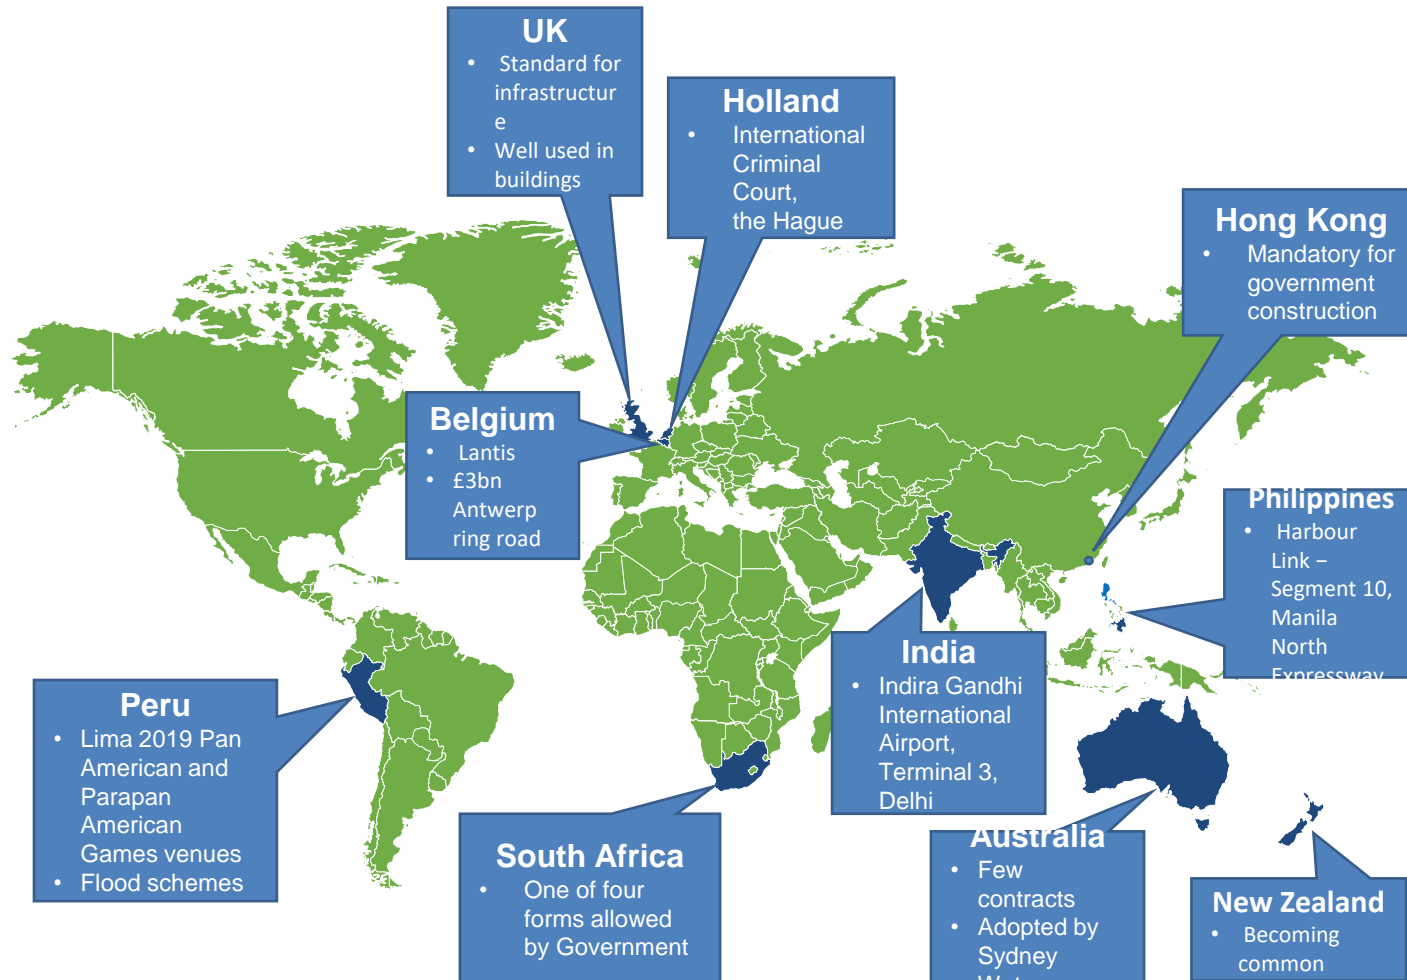 UK
• Standard for
infrastructur
e
• Well used in
buildings
Holland
• International
Criminal
Court,
the Hague
Hong Kong
• Mandatory for
government
construction
Belgium
• Lantis
• £3bn
Antwerp
ring road
Philippines
• Harbour
Link –
Segment 10,
Manila
North
Expressway
India
• Indira Gandhi
International
Airport,
Terminal 3,
Delhi
Peru
• Lima 2019 Pan
American and
Parapan
American
Games venues
• Flood schemes
South Africa
• One of four
forms allowed
by Government
Australia
• Few
contracts
• Adopted by
Sydney
New Zealand
• Becoming
common